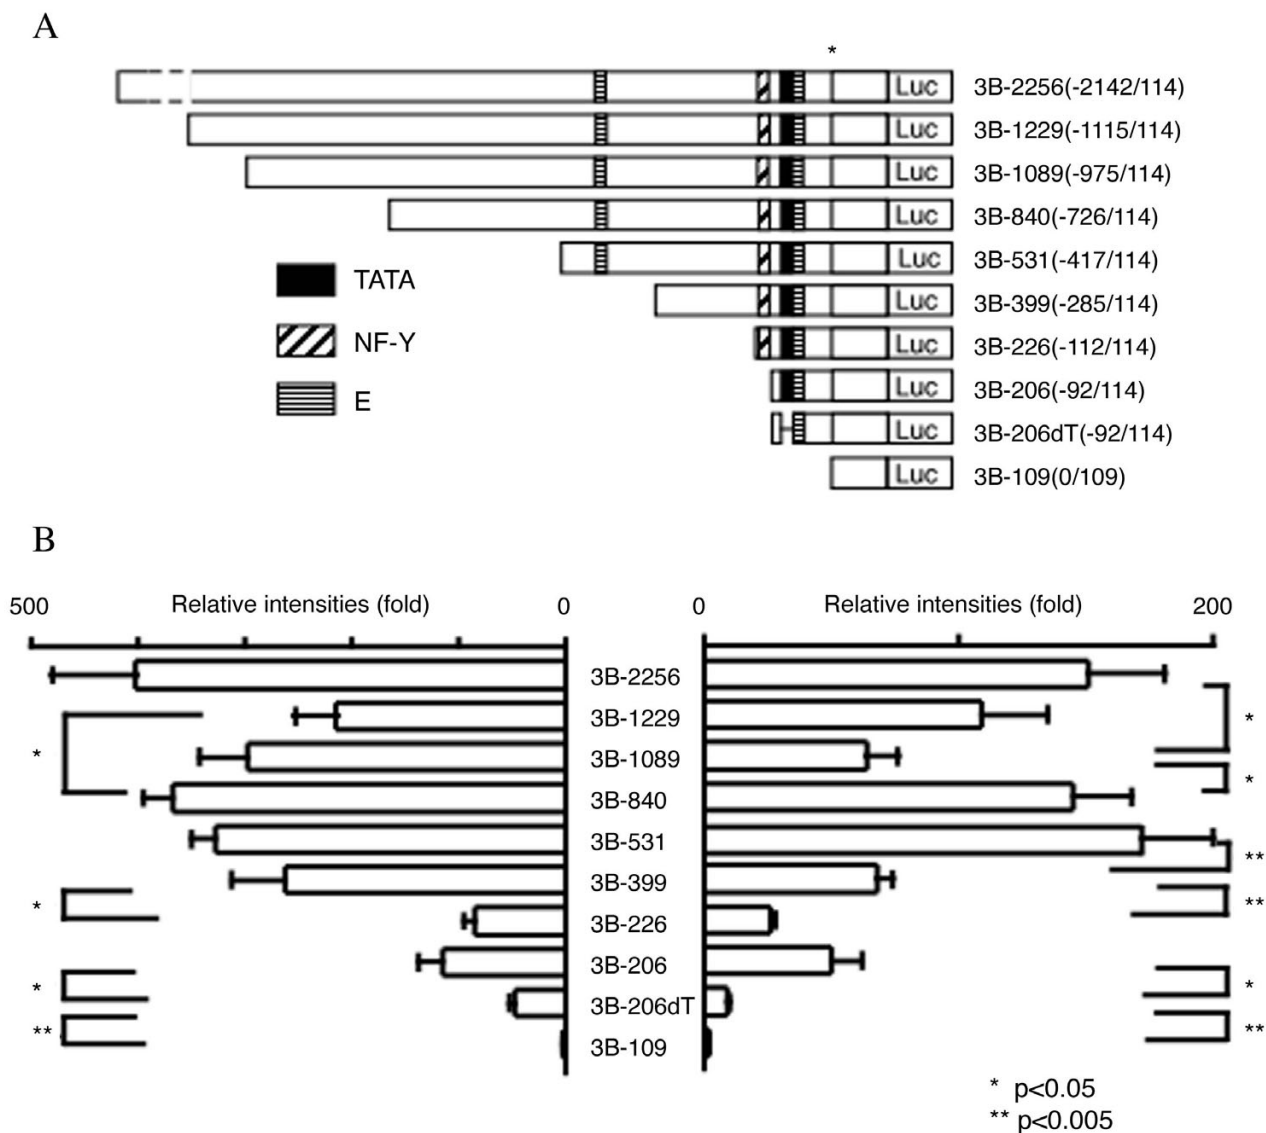 A
*
Luc 3B-2256(-2142/114)
Luc 3B-1229(-1115/114)
Luc 3B-1089(-975/114)
Luc 3B-840(-726/114)
Luc 3B-531(-417/114)
TATA
Luc 3B-399(-285/114)
NF-Y
Luc 3B-226(-112/114)
Luc 3B-206(-92/114)
E
Luc 3B-206dT(-92/114)
Luc 3B-109(0/109)
B
500 Relative intensities (fold) 0 0 Relative intensities (fold) 200
3B-2256
3B-1229 *
* 3B-1089
*
3B-840
3B-531
**
3B-399
* 3B-226 **
3B-206
* 3B-206dT *
** 3B-109 **
* p<0.05
** p<0.005